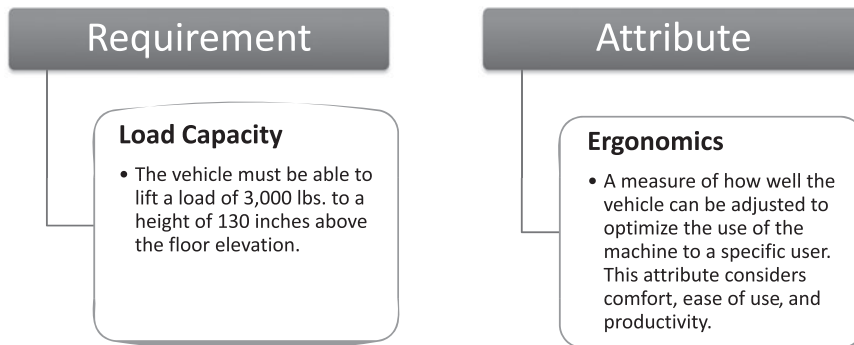 Requirement
Load Capacity
• The vehicle must be able to
lift a load of 3,000 lbs. to a
height of 130 inches above
the floor elevation.
Attribute
Ergonomics
• A measure of how well the
vehicle can be adjusted to
optimize the use of the
machine to a specific user.
This attribute considers
comfort, ease of use, and
productivity.